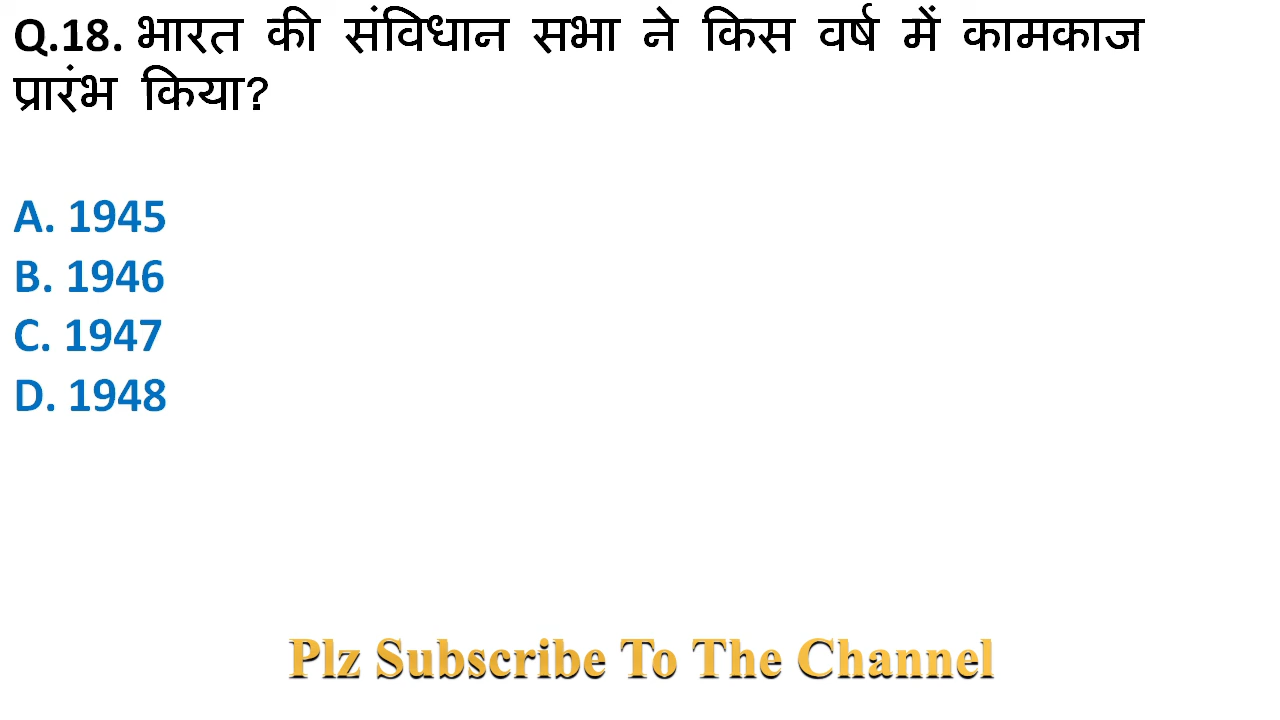 Q.18. भारत की संविधान सभा ने किस वर्ष में कामकाज
प्रारंभ किया?
A. 1945
B. 1946
C. 1947
D. 1948
Plz Subscribe To The Channel